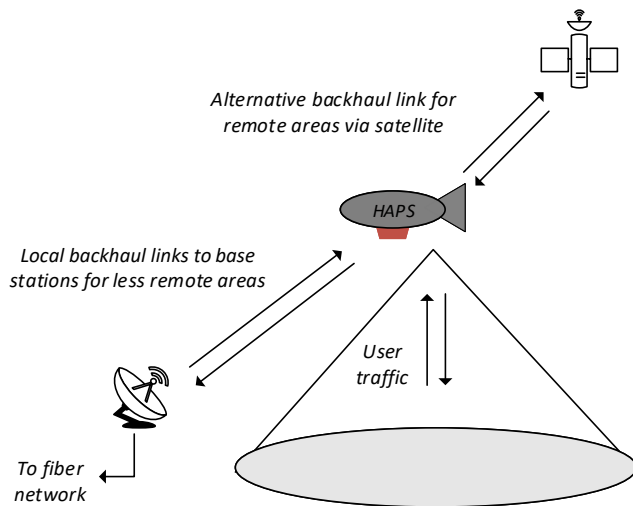 Alternative backhaul link for
remote areas via satellite
HAPS
Local backhaul links to base
stations for less remote areas
User
traffic
To fiber
network